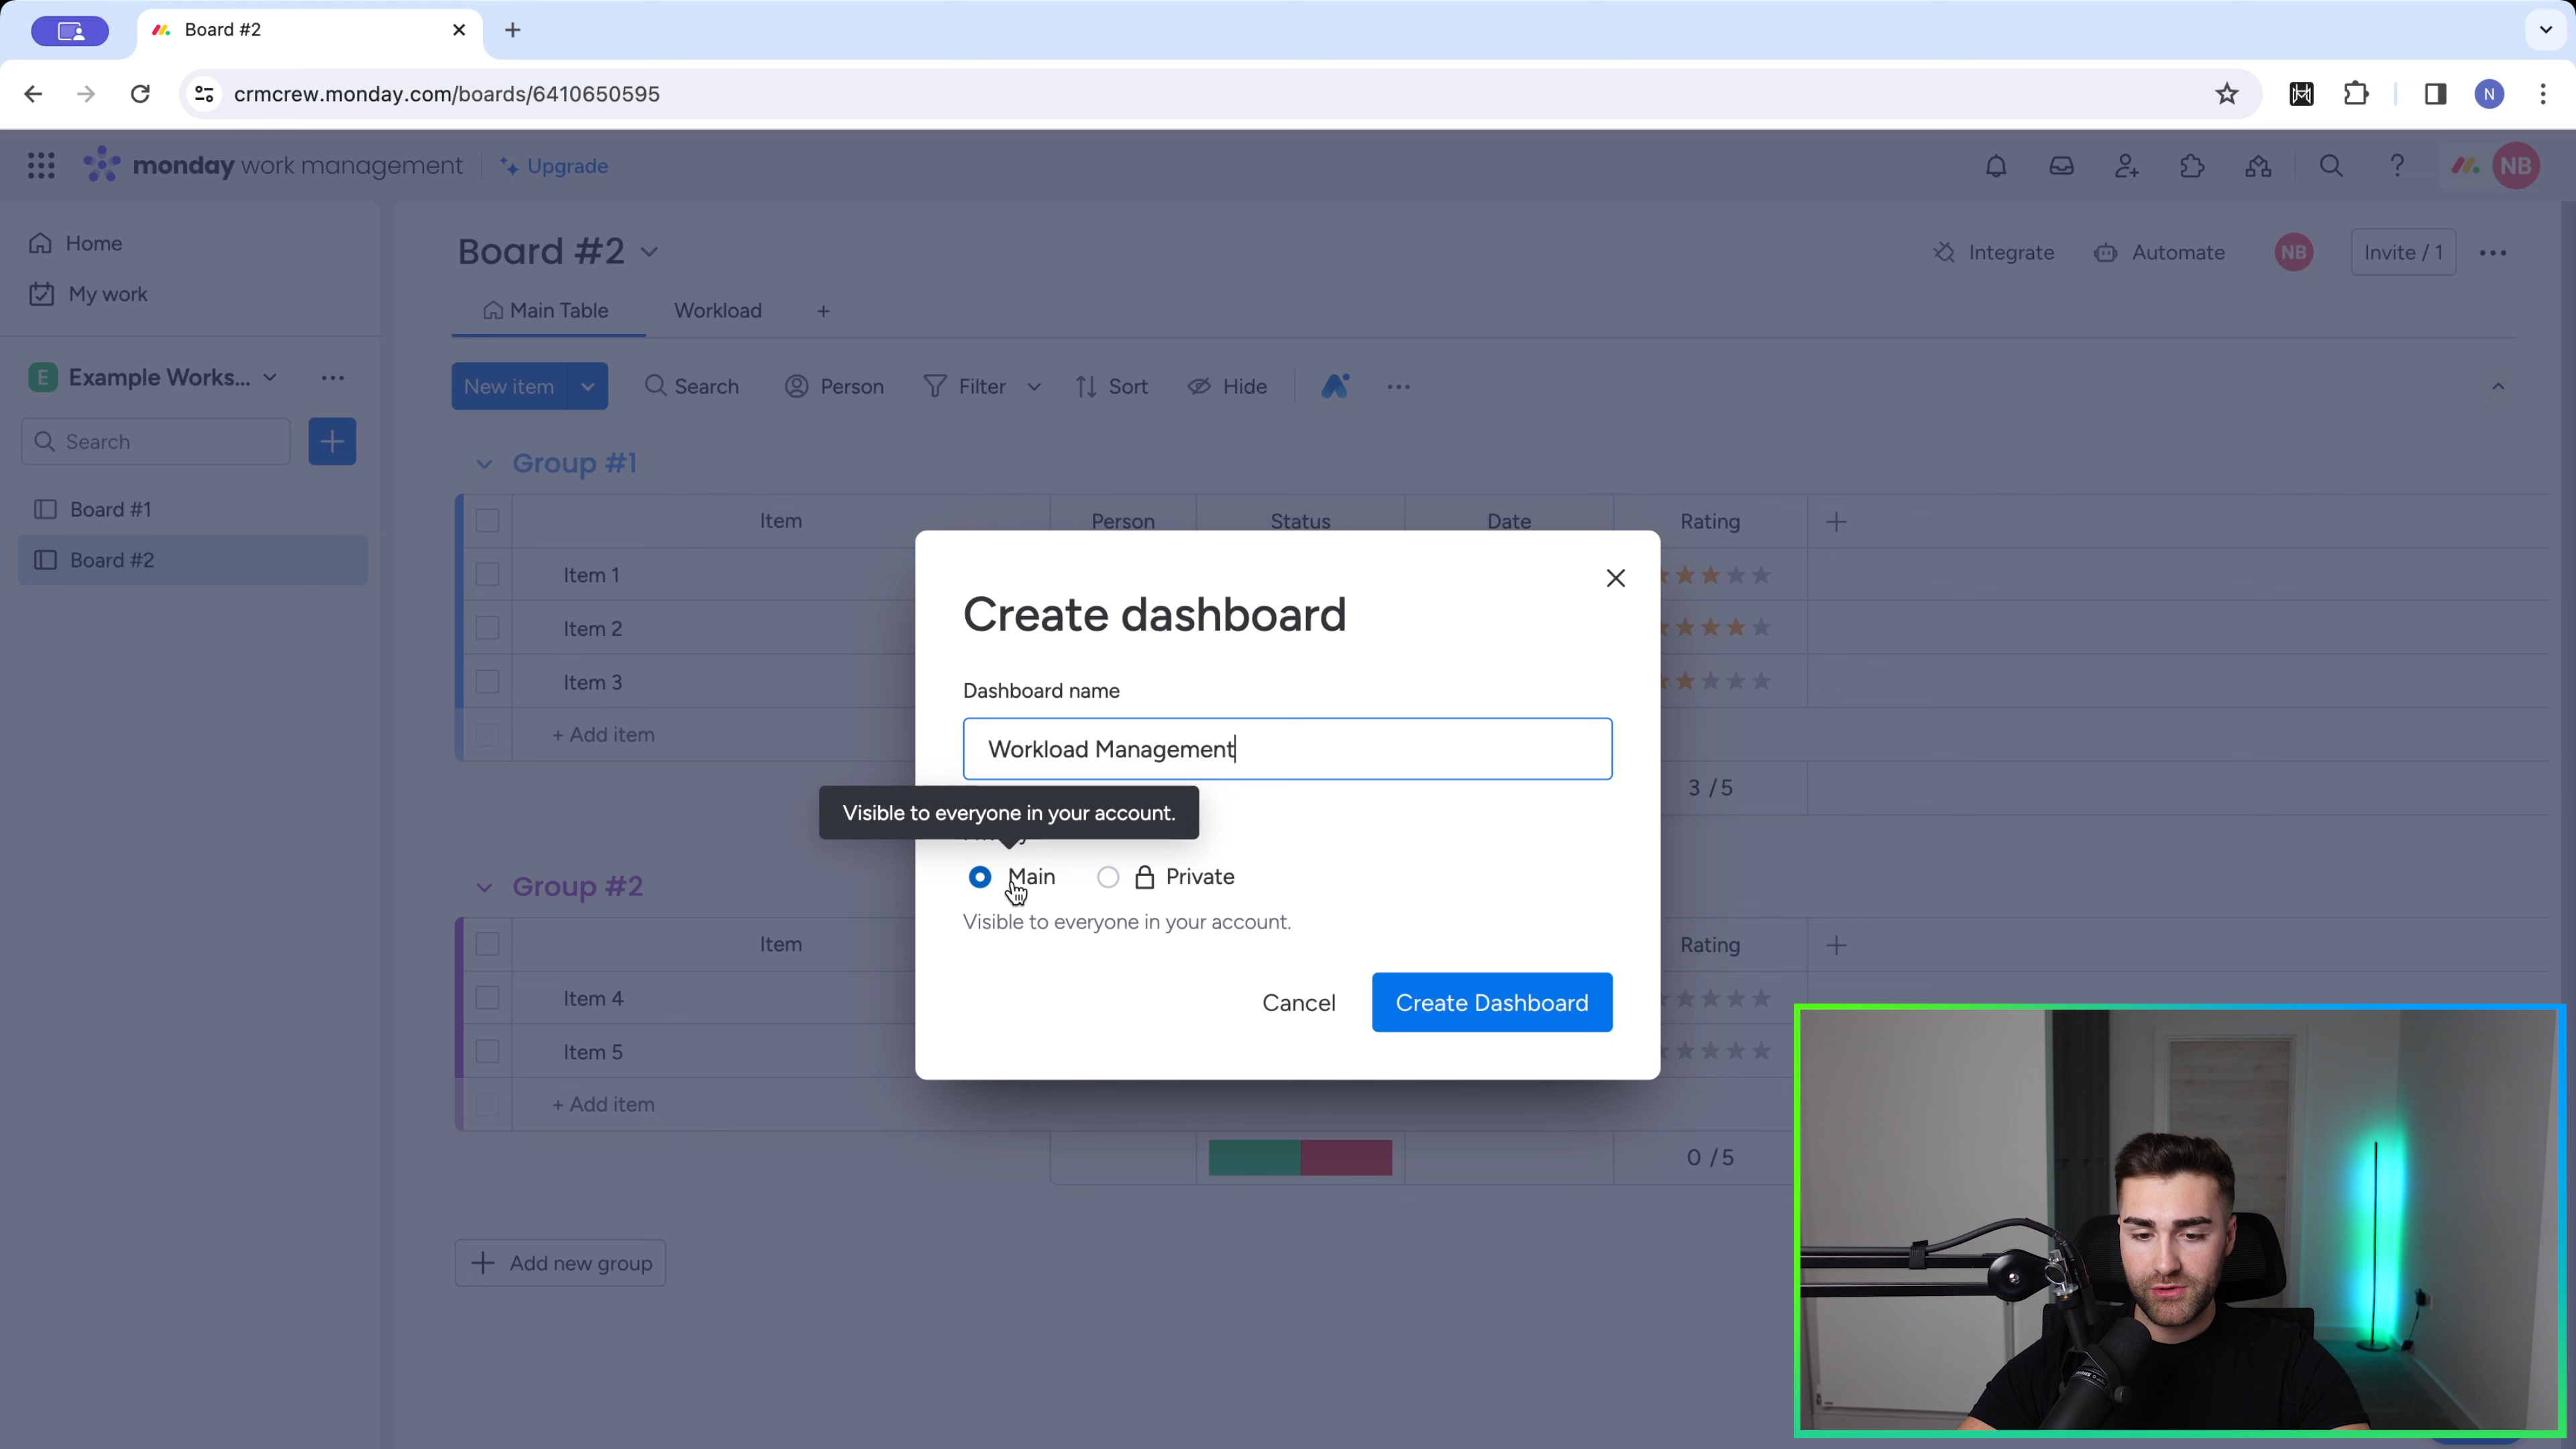 Board #2
crmcrew.monday.com/boards/6410650595
N
monday work management
Upgrade
NB
Home
My work
E Example Works...
Search
Board #1
Board #2
Board #2
Integrate
Automate
NB
Invite / 1
Main Table
Workload
+
New item
Search
Person
Filter
Sort
Hide
Group #1
Item Person Status Date Rating
Item 1
Item 2
Item 3
+ Add item
3 /5
Group #2
Item Rating
Item 4
Item 5
+ Add item
0 /5
Add new group
Create dashboard
Dashboard name
Workload Management
Visible to everyone in your account.
Main
Private
Visible to everyone in your account.
Cancel
Create Dashboard